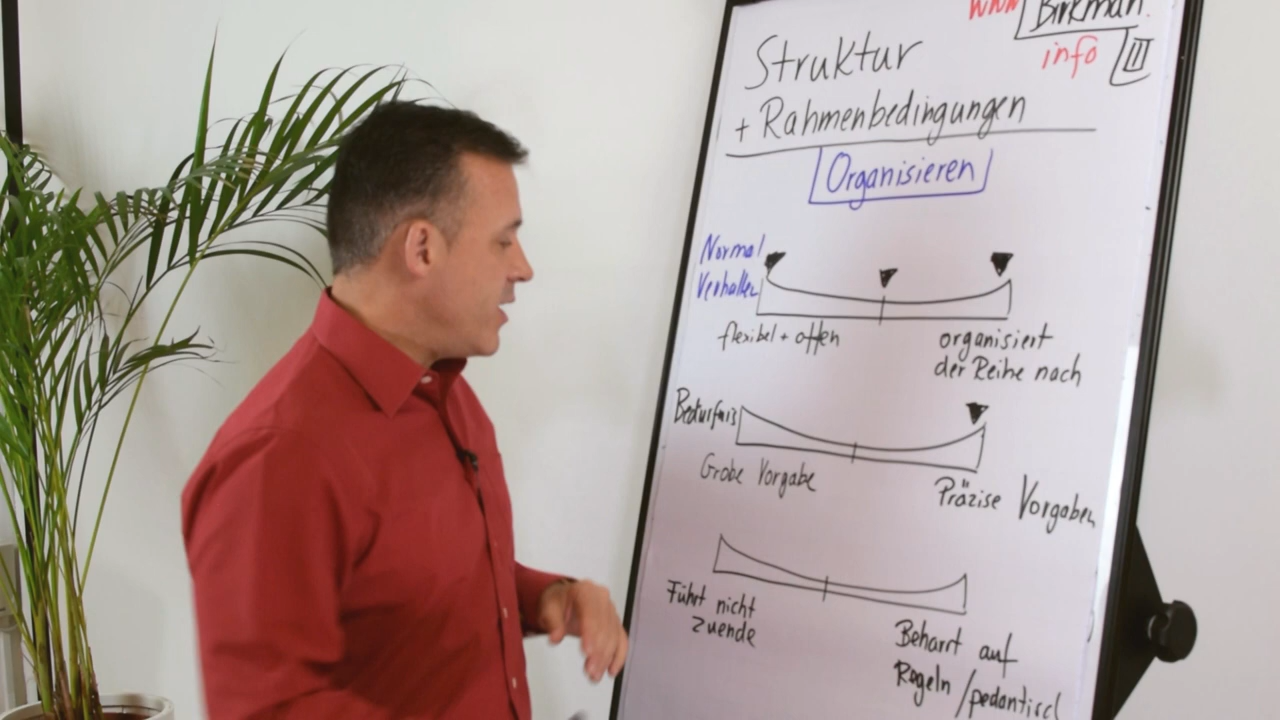 www Birkman.
info III
Struktur
+ Rahmenbedingungen
Organisieren
Normal
Verhalten
flexibel + offen
organisiert
der Reihe nach
Bedürfnis
Grobe Vorgabe
Präzise Vorgaben
Führt nicht
zuende
Beharrt auf
Regeln / pedantisch